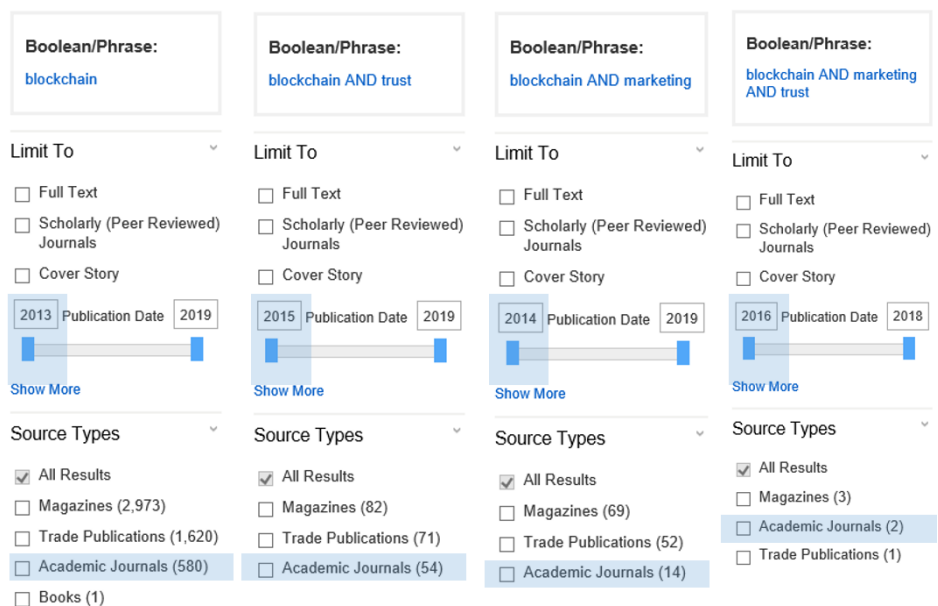 Boolean/Phrase:
blockchain
Limit To
Full Text
Scholarly (Peer Reviewed)
Journals
Cover Story
2013 Publication Date 2019
Show More
Source Types
All Results
Magazines (2,973)
Trade Publications (1,620)
Academic Journals (580)
Books (1)
Boolean/Phrase:
blockchain AND trust
Limit To
Full Text
Scholarly (Peer Reviewed)
Journals
Cover Story
2015 Publication Date 2019
Show More
Source Types
All Results
Magazines (82)
Trade Publications (71)
Academic Journals (54)
Boolean/Phrase:
blockchain AND marketing
Limit To
Full Text
Scholarly (Peer Reviewed)
Journals
Cover Story
2014 Publication Date 2019
Show More
Source Types
All Results
Magazines (69)
Trade Publications (52)
Academic Journals (14)
Boolean/Phrase:
blockchain AND marketing
AND trust
Limit To
Full Text
Scholarly (Peer Reviewed)
Journals
Cover Story
2016 Publication Date 2018
Show More
Source Types
All Results
Magazines (3)
Academic Journals (2)
Trade Publications (1)